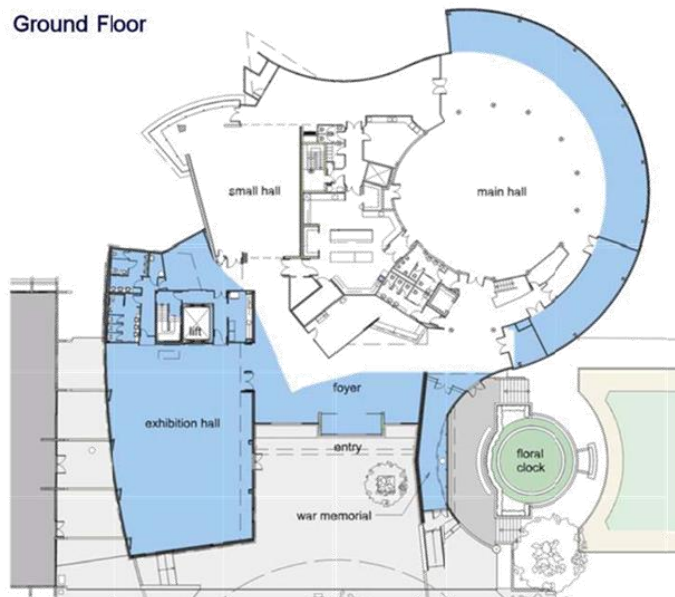 Ground Floor
small hall
main hall
lift
foyer
exhibition hall
entry
floral
clock
war memorial